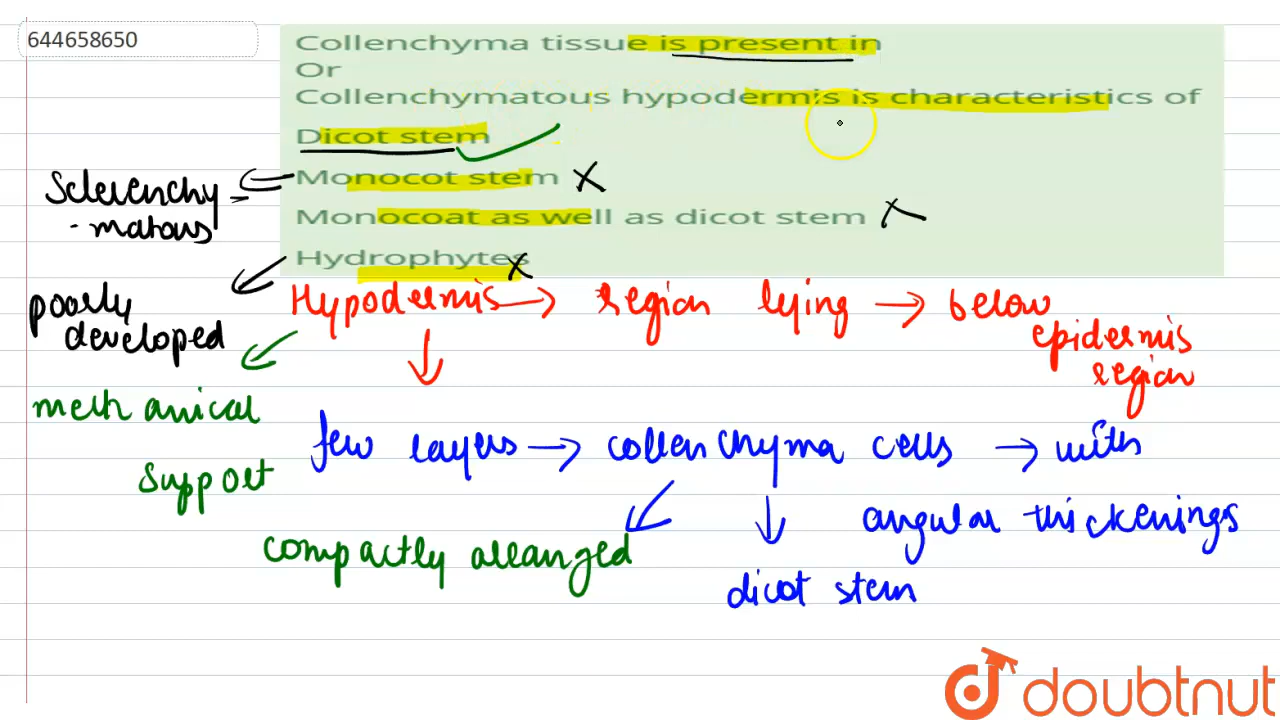 644658650
Collenchyma tissue is present in
Or
Collenchymatous hypodermis is characteristics of
Dicot stem
Monocot stem
Monocoat as well as dicot stem
Hydrophytes
Sclerenchy
- matous
poorly
developed
Hypodermis → region lying → below
epidermis
region
mechanical
support
few layers → collenchyma cells → with
angular thickenings
compactly arranged
dicot stem
doubtnut